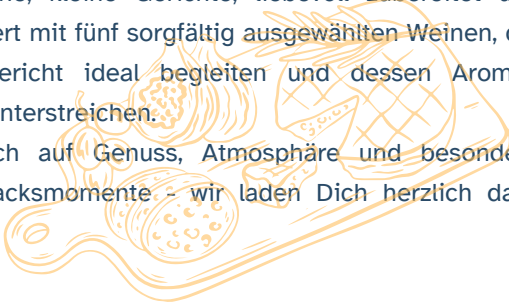 ert mit fünf sorgfältig ausgewählten Weinen,
ericht ideal begleiten und dessen Arom
nterstreichen.
ch auf Genuss, Atmosphäre und besonde
acksmomente - wir laden Dich herzlich da